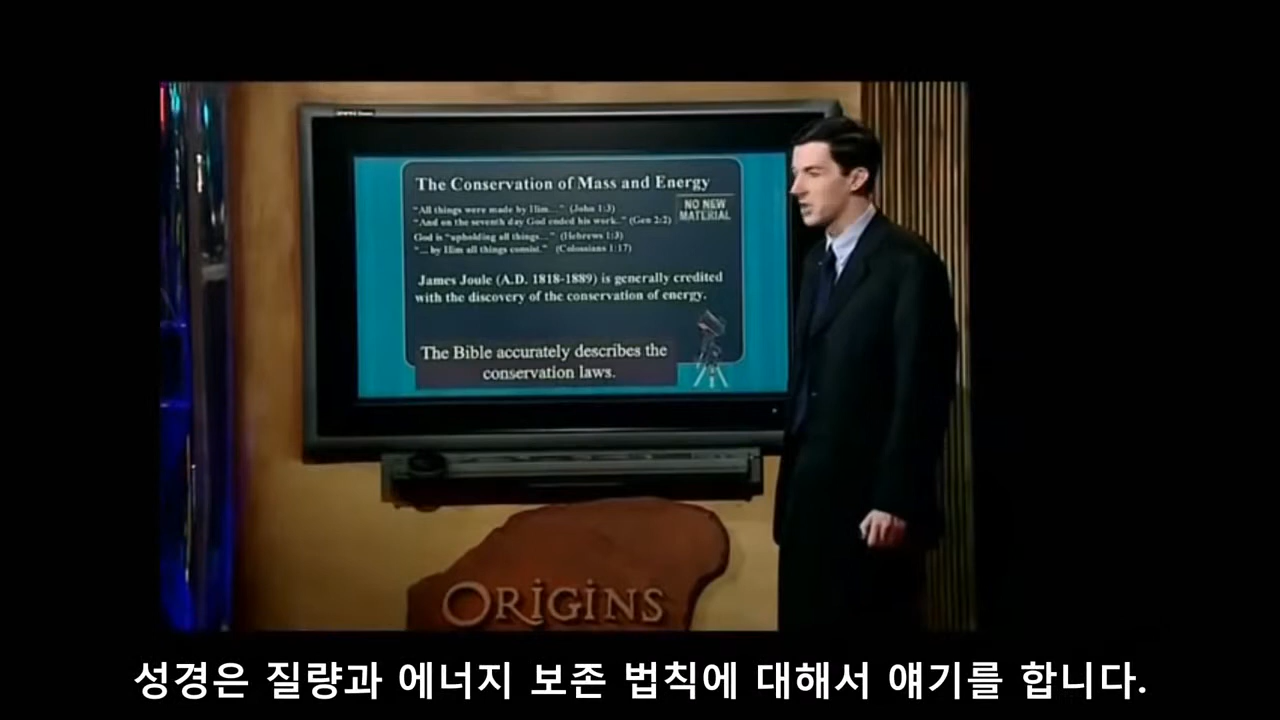 The Conservation of Mass and Energy
"All things were made by Him..." (John 1:3)
"And on the seventh day God ended his work.." (Gen 2:2)
NO NEW
MATERIAL
God is "upholding all things..." (Hebrews 1:3)
"... by Him all things consist." (Colossians 1:17)
James Joule (A.D. 1818-1889) is generally credited
with the discovery of the conservation of energy.
The Bible accurately describes the
conservation laws.
ORIGINS
성경은 질량과 에너지 보존 법칙에 대해서 얘기를 합니다.